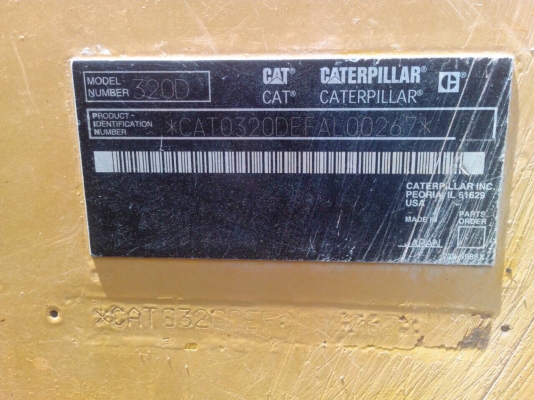 MODEL NUMBER 320D
CAT® CATERPILLAR® C
CAT® CATERPILLAR®
PRODUCT IDENTIFICATION NUMBER *CAT0320DEFAL00267*
CATERPILLAR INC.
PEORIA, IL 61629
USA
MADE IN PARTS ORDER
JAPAN
*CAT0320DEF